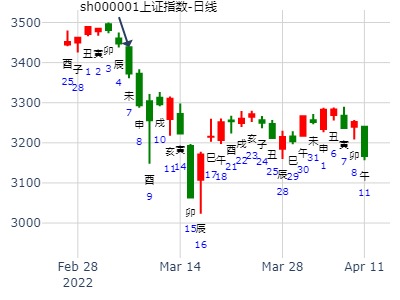 sh000001上证指数-日线
3500
3400
3300
3200
3100
3000
酉
25
子
28
丑
1
寅
2
卯
3
辰
4
未
7
申
8
酉
9
戌
10
亥
11
寅
14
卯
15
辰
16
巳
17
午
18
酉
21
戌
22
亥
23
子
24
丑
25
辰
28
巳
29
午
30
未
31
申
1
丑
6
寅
7
卯
8
午
11
Feb 28
2022
Mar 14
Mar 28
Apr 11